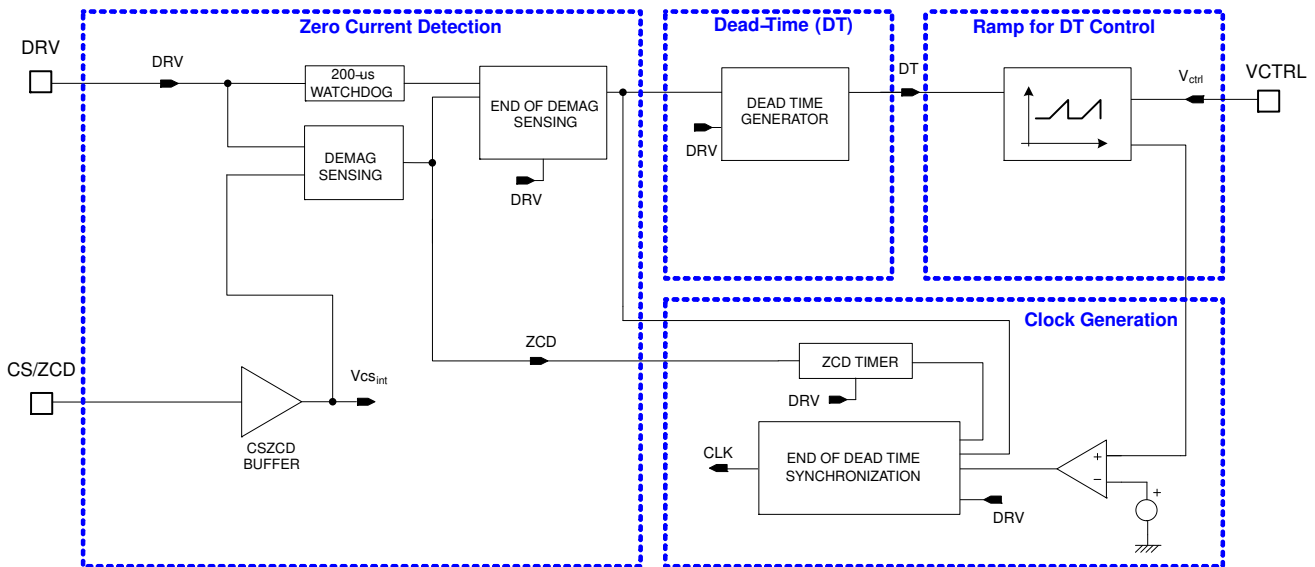 Zero Current Detection
Dead-Time (DT)
Ramp for DT Control
DRV
DRV
200-us
WATCHDOG
END OF DEMAG
SENSING
DRV
DEMAG
SENSING
DEAD TIME
GENERATOR
DRV
DT
Vctrl
VCTRL
Clock Generation
ZCD
ZCD TIMER
DRV
CS/ZCD
Vcsint
CSZCD
BUFFER
CLK
END OF DEAD TIME
SYNCHRONIZATION
DRV
+
−
+